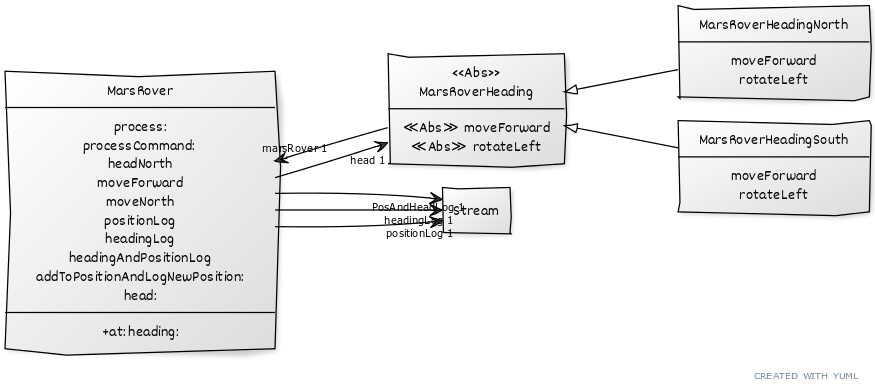 MarsRover
process:
processCommand:
headNorth
moveForward
moveNorth
positionLog
headingLog
headingAndPositionLog
addToPositionAndLogNewPosition:
head:
+at: heading:
marsRover 1
head 1
<<Abs>>
MarsRoverHeading
≪Abs≫ moveForward
≪Abs≫ rotateLeft
PosAndHeadLog 1
headingLog 1
positionLog 1
Stream
MarsRoverHeadingNorth
moveForward
rotateLeft
MarsRoverHeadingSouth
moveForward
rotateLeft
CREATED WITH YUML